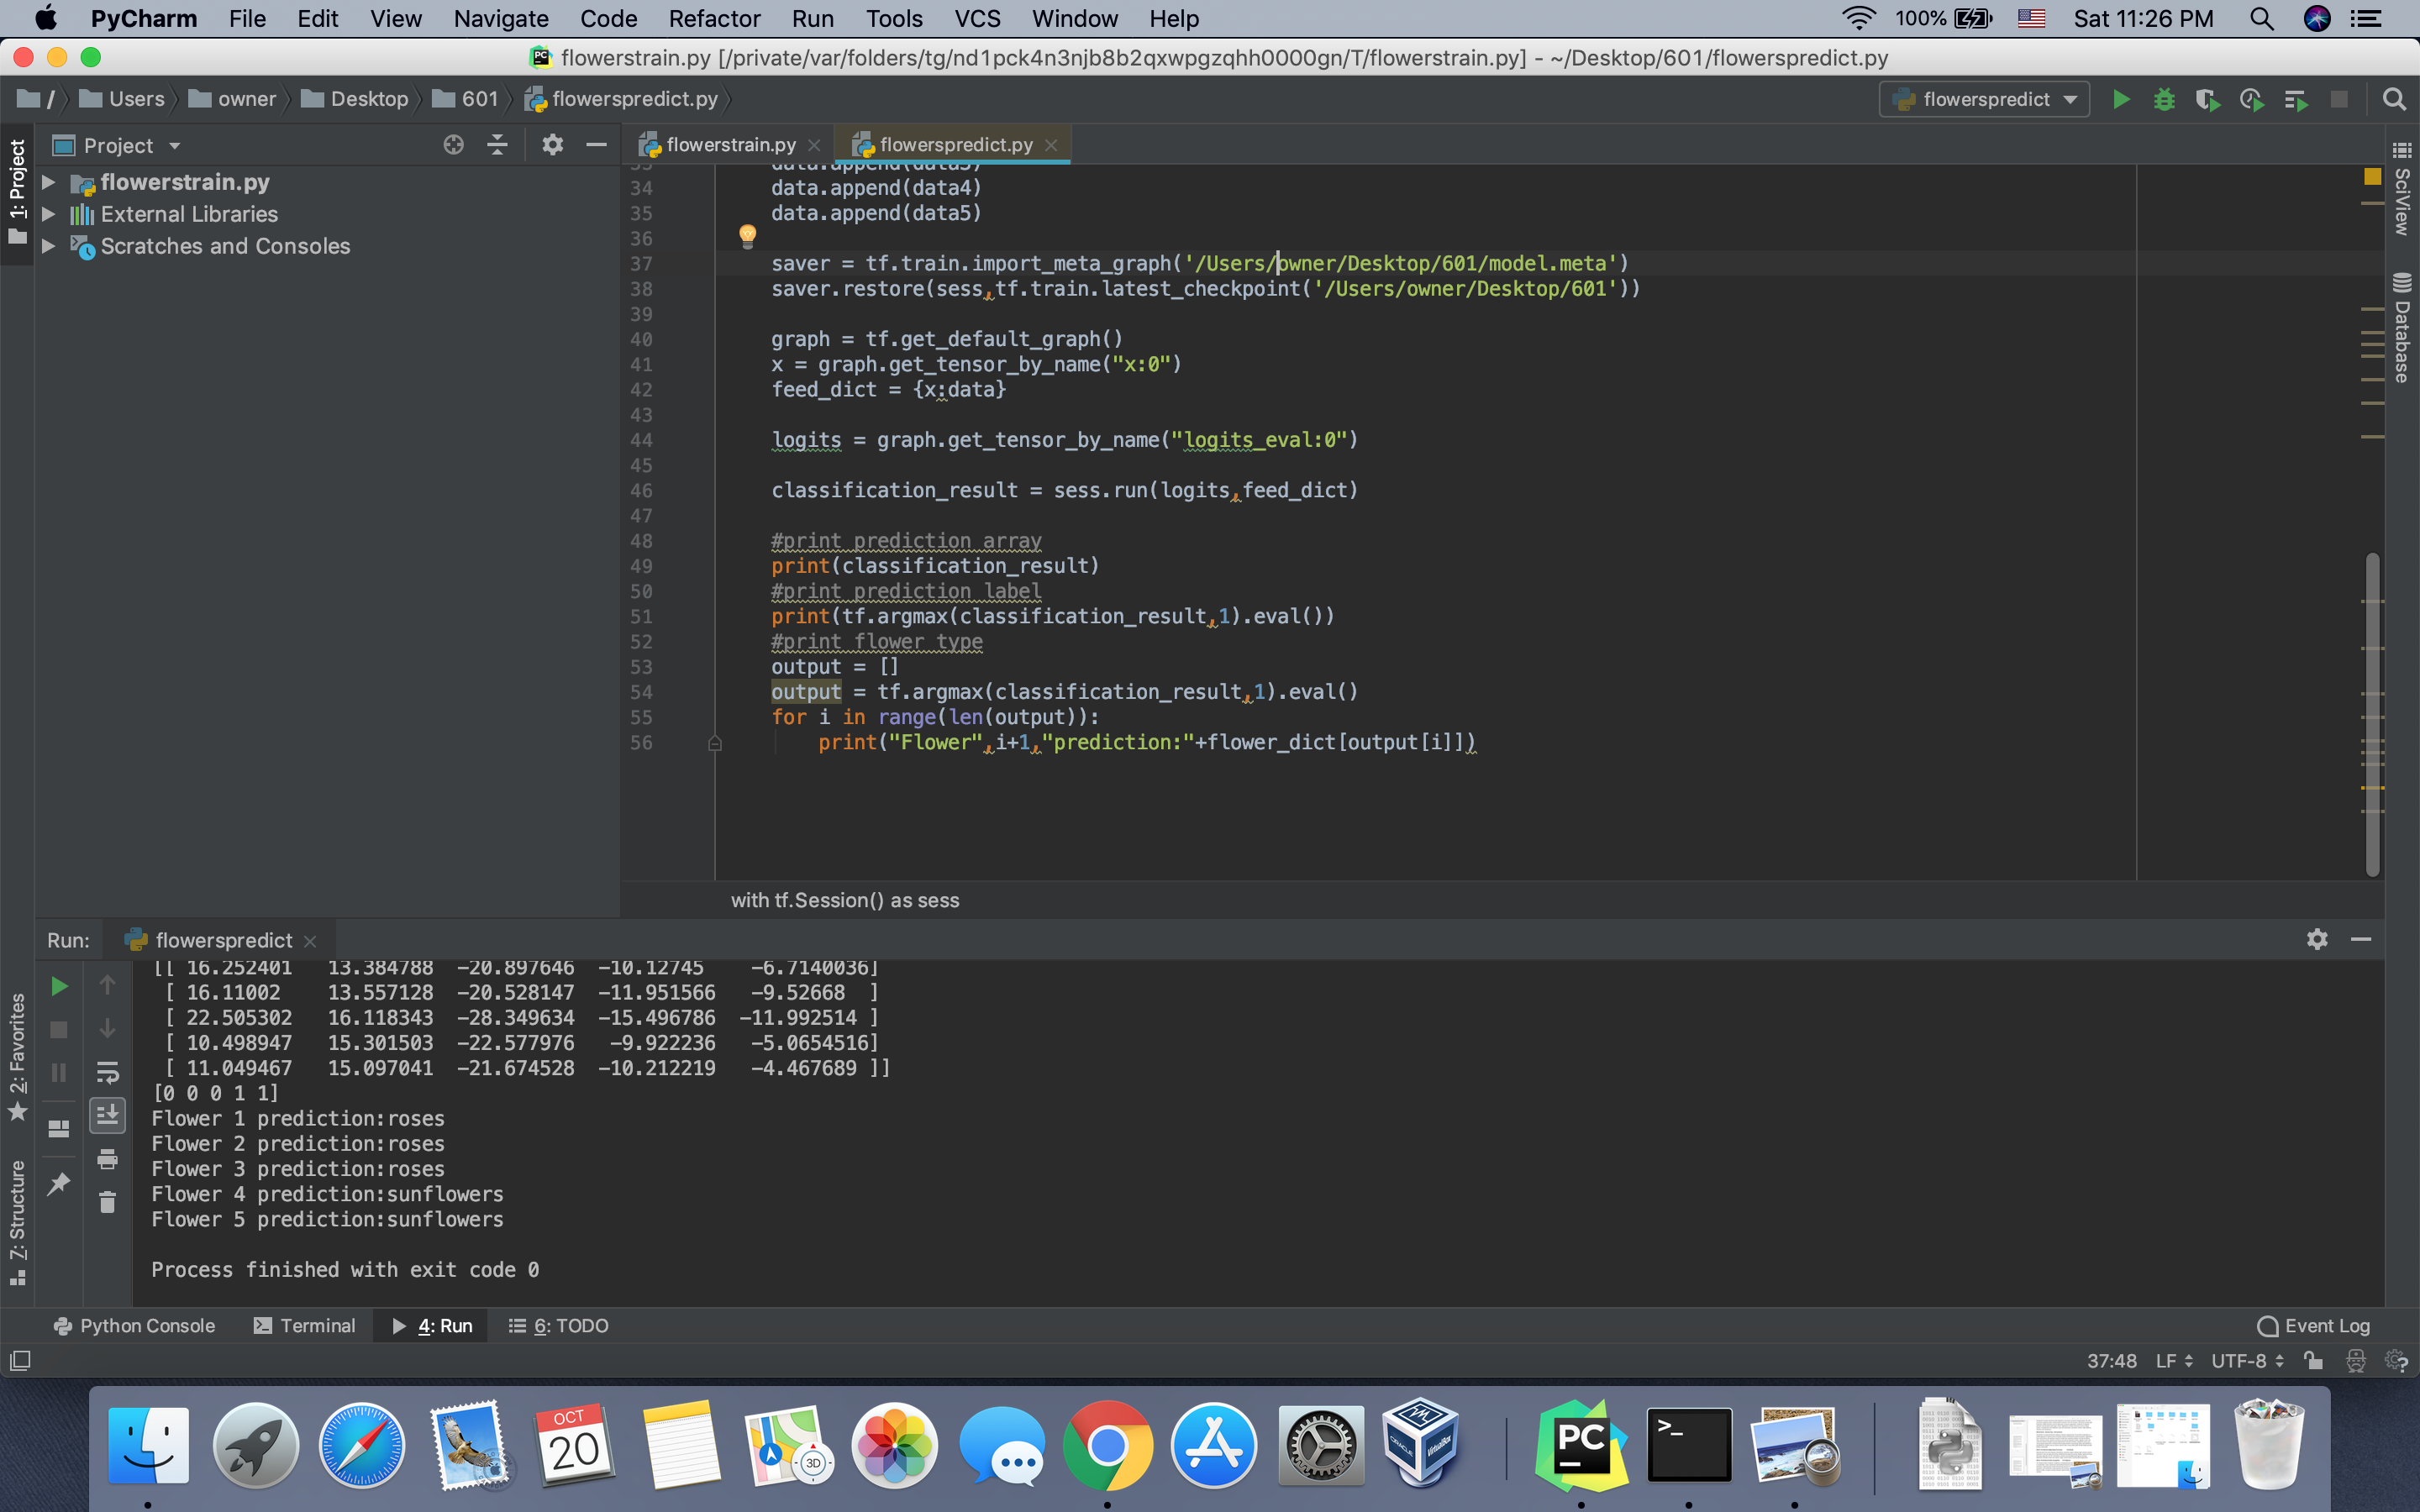 PyCharm File Edit View Navigate Code Refactor Run Tools VCS Window Help 100% Sat 11:26 PM
flowerstrain.py [/private/var/folders/tg/nd1pck4n3njb8b2qxwpgzqhh0000gn/T/flowerstrain.py] - ~/Desktop/601/flowerspredict.py
/ Users owner Desktop 601 flowerspredict.py flowerspredict
1: Project
Project
flowerstrain.py
External Libraries
Scratches and Consoles
flowerstrain.py flowerspredict.py
34 data.append(data4)
35 data.append(data5)
36
37 saver = tf.train.import_meta_graph('/Users/owner/Desktop/601/model.meta')
38 saver.restore(sess,tf.train.latest_checkpoint('/Users/owner/Desktop/601'))
39
40 graph = tf.get_default_graph()
41 x = graph.get_tensor_by_name("x:0")
42 feed_dict = {x:data}
43
44 logits = graph.get_tensor_by_name("logits_eval:0")
45
46 classification_result = sess.run(logits,feed_dict)
47
48 #print prediction array
49 print(classification_result)
50 #print prediction label
51 print(tf.argmax(classification_result,1).eval())
52 #print flower type
53 output = []
54 output = tf.argmax(classification_result,1).eval()
55 for i in range(len(output)):
56 print("Flower",i+1,"prediction:"+flower_dict[output[i]])
with tf.Session() as sess
SciView
Database
Run: flowerspredict
[[ 16.252401 13.384788 -20.897646 -10.12745 -6.7140036]
[ 16.11002 13.557128 -20.528147 -11.951566 -9.52668 ]
[ 22.505302 16.118343 -28.349634 -15.496786 -11.992514 ]
[ 10.498947 15.301503 -22.577976 -9.922236 -5.0654516]
[ 11.049467 15.097041 -21.674528 -10.212219 -4.467689 ]]
[0 0 0 1 1]
Flower 1 prediction:roses
Flower 2 prediction:roses
Flower 3 prediction:roses
Flower 4 prediction:sunflowers
Flower 5 prediction:sunflowers
Process finished with exit code 0
2: Favorites
7: Structure
Python Console Terminal 4: Run 6: TODO Event Log
37:48 LF UTF-8
OCT
20
3D
PC
>_